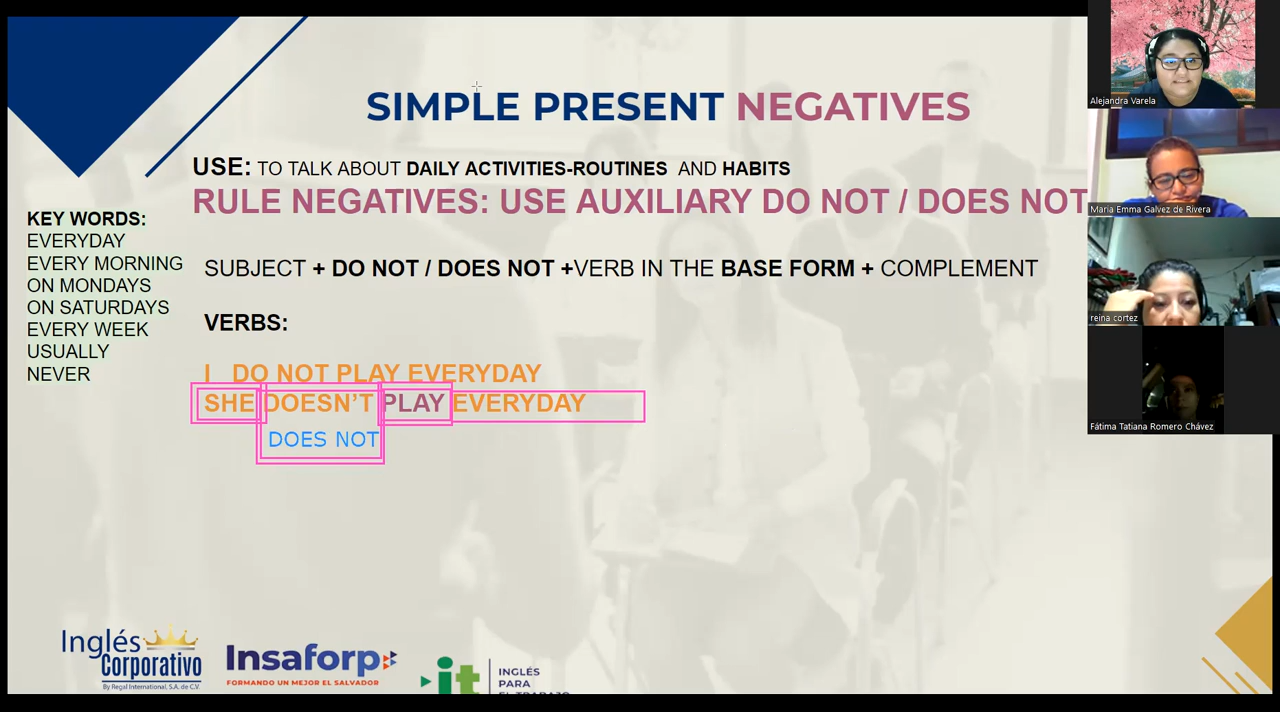 SIMPLE PRESENT NEGATIVES
USE: TO TALK ABOUT DAILY ACTIVITIES-ROUTINES AND HABITS
RULE NEGATIVES: USE AUXILIARY DO NOT / DOES NOT
KEY WORDS:
EVERYDAY
EVERY MORNING
ON MONDAYS
ON SATURDAYS
EVERY WEEK
USUALLY
NEVER
SUBJECT + DO NOT / DOES NOT +VERB IN THE BASE FORM + COMPLEMENT
VERBS:
I DO NOT PLAY EVERYDAY
SHE DOESN'T PLAY EVERYDAY
DOES NOT
Alejandra Varela
Maria Emma Galvez de Rivera
reina cortez
Fátima Tatiana Romero Chávez
Inglés
Corporativo
By Regal International, S.A. de C.V.
Insaforp
FORMANDO UN MEJOR EL SALVADOR
it
INGLÉS
PARA
EL TRABAJO